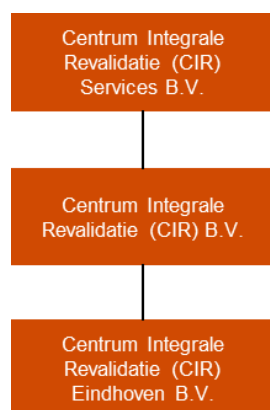 Centrum Integrale
Revalidatie (CIR)
Services B.V.
Centrum Integrale
Revalidatie (CIR) B.V.
Centrum Integrale
Revalidatie (CIR)
Eindhoven B.V.